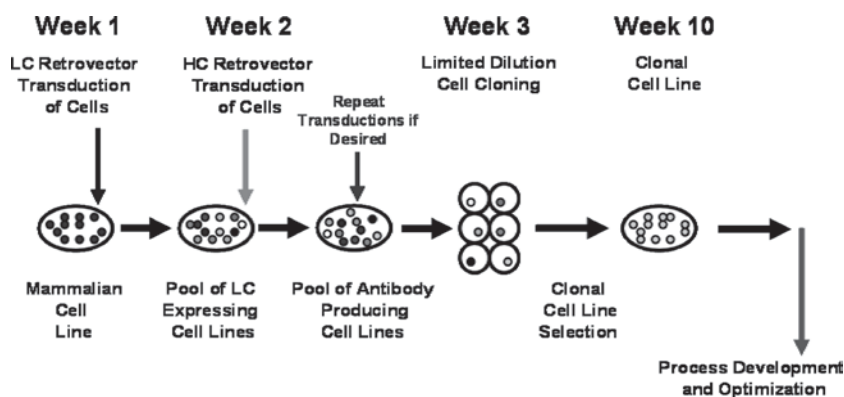 Week 1
Week 2
Week 3
Week 10
LC Retrovector
Transduction
of Cells
HC Retrovector
Transduction
of Cells
Repeat
Transductions if
Desired
Limited Dilution
Cell Cloning
Clonal
Cell Line
Mammalian
Cell
Line
Pool of LC
Expressing
Cell Lines
Pool of Antibody
Producing
Cell Lines
Clonal
Cell Line
Selection
Process Development
and Optimization